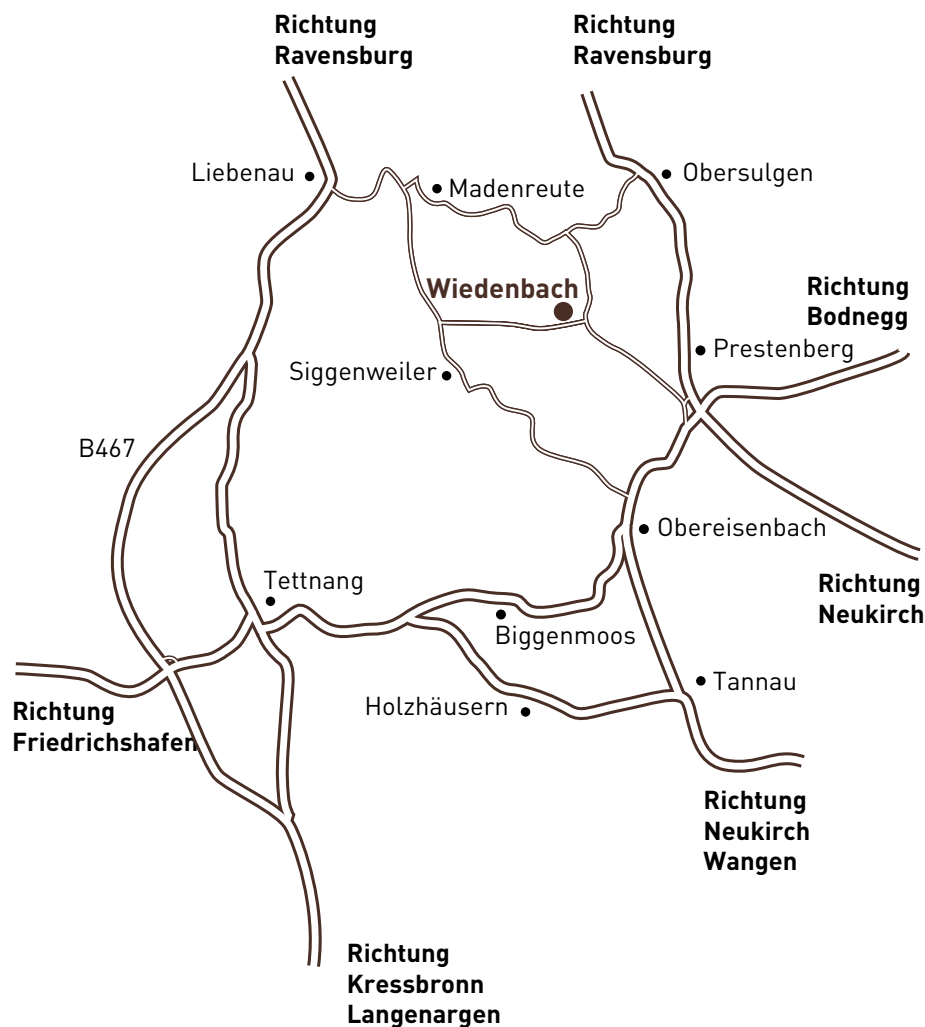 Richtung
Ravensburg
Richtung
Ravensburg
Liebenau
Madenreute
Obersulgen
Wiedenbach
Richtung
Bodnegg
Prestenberg
Siggenweiler
B467
Obereisenbach
Tettnang
Richtung
Neukirch
Biggenmoos
Tannau
Holzhäusern
Richtung
Friedrichshafen
Richtung
Neukirch
Wangen
Richtung
Kressbronn
Langenargen